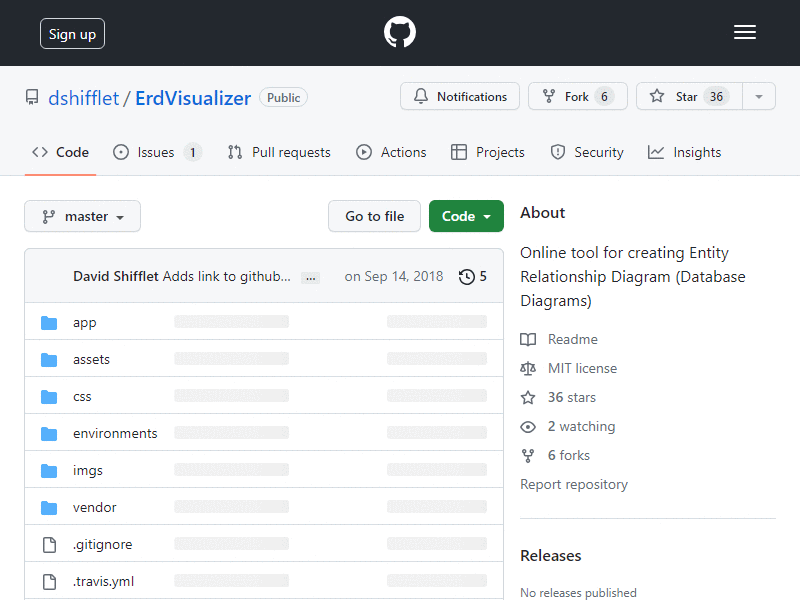 Sign up
dshifflet / ErdVisualizer Public
Notifications
Fork 6
Star 36
Code
Issues 1
Pull requests
Actions
Projects
Security
Insights
master
Go to file
Code
David Shifflet Adds link to github... ... on Sep 14, 2018 5
app
assets
css
environments
imgs
vendor
.gitignore
.travis.yml
About
Online tool for creating Entity
Relationship Diagram (Database
Diagrams)
Readme
MIT license
36 stars
2 watching
6 forks
Report repository
Releases
No releases published